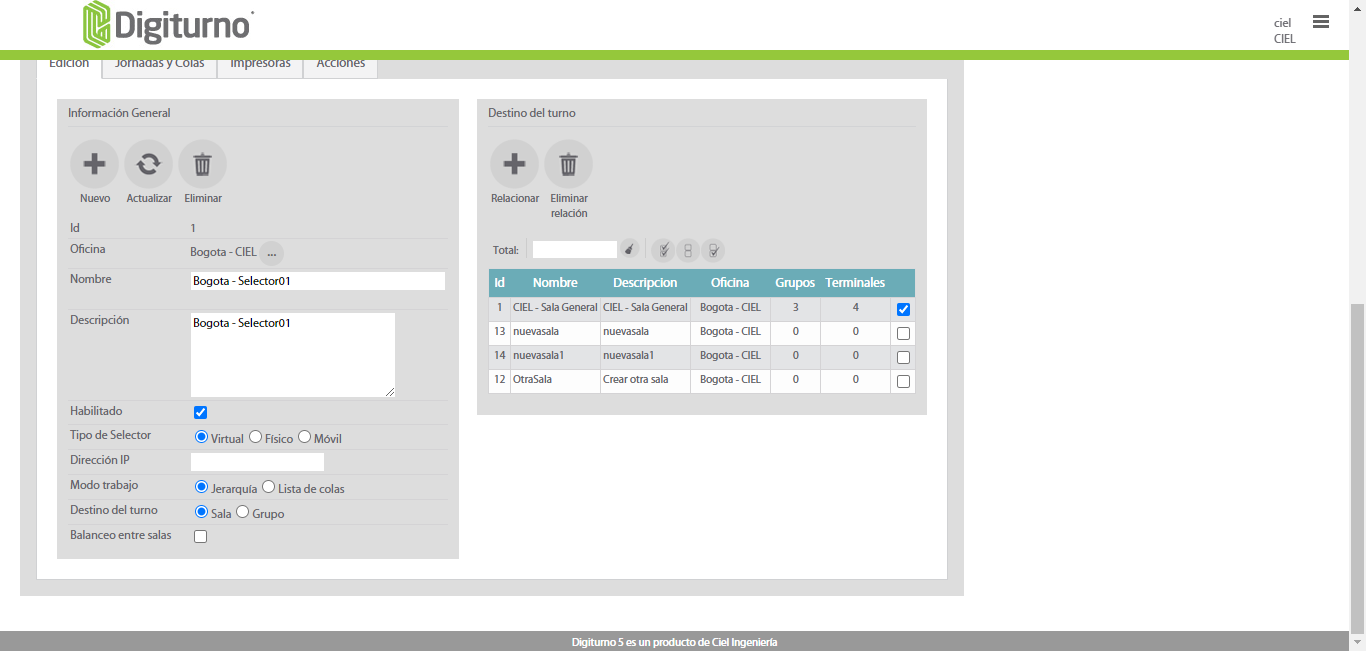 Digiturno
ciel
CIEL
Edición
Jornadas y Colas
Impresoras
Acciones
Información General
Nuevo
Actualizar
Eliminar
Id
1
Oficina
Bogota - CIEL
...
Nombre
Bogota - Selector01
Descripción
Bogota - Selector01
Habilitado
Tipo de Selector
Virtual Físico Móvil
Dirección IP
Modo trabajo
Jerarquía Lista de colas
Destino del turno
Sala Grupo
Balanceo entre salas
Destino del turno
Relacionar
Eliminar relación
Total:
Id Nombre Descripcion Oficina Grupos Terminales
1 CIEL - Sala General CIEL - Sala General Bogota - CIEL 3 4
13 nuevasala nuevasala Bogota - CIEL 0 0
14 nuevasala1 nuevasala1 Bogota - CIEL 0 0
12 OtraSala Crear otra sala Bogota - CIEL 0 0
Digiturno 5 es un producto de Ciel Ingeniería